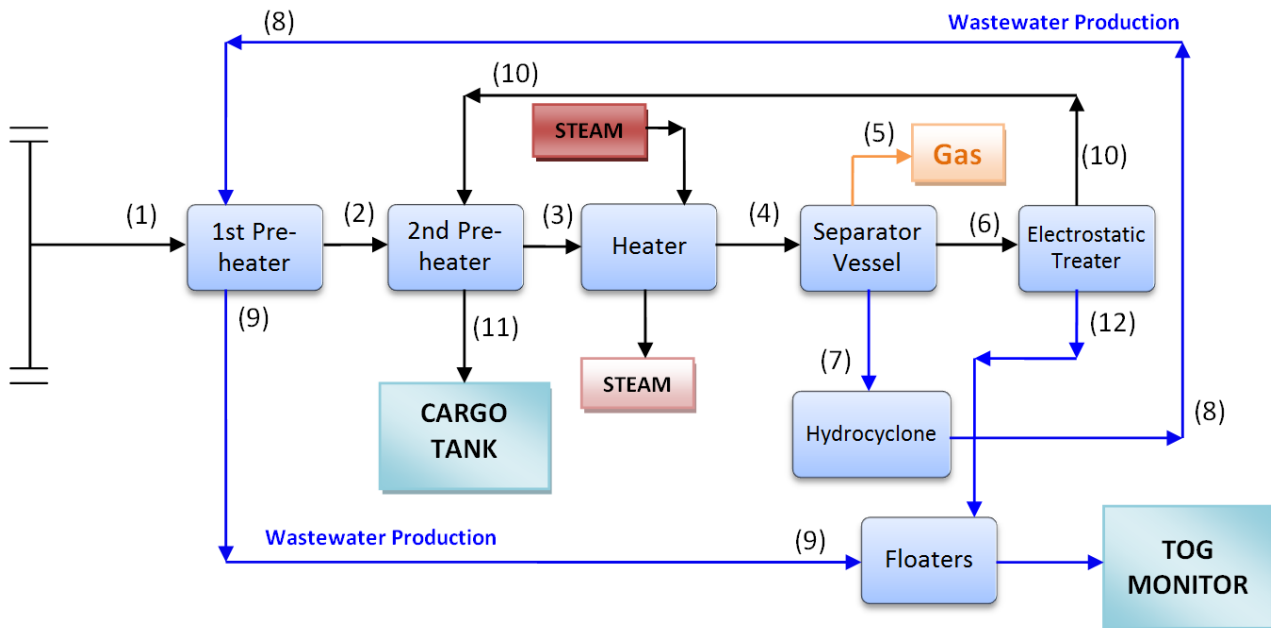 (8)
Wastewater Production
(10)
STEAM
(5)
Gas
(10)
(1)
1st Pre-
heater
(2)
2nd Pre-
heater
(3)
Heater
(4)
Separator
Vessel
(6)
Electrostatic
Treater
(9)
(11)
STEAM
(7)
(12)
CARGO
TANK
Hydrocyclone
(8)
Wastewater Production
(9)
Floaters
TOG
MONITOR